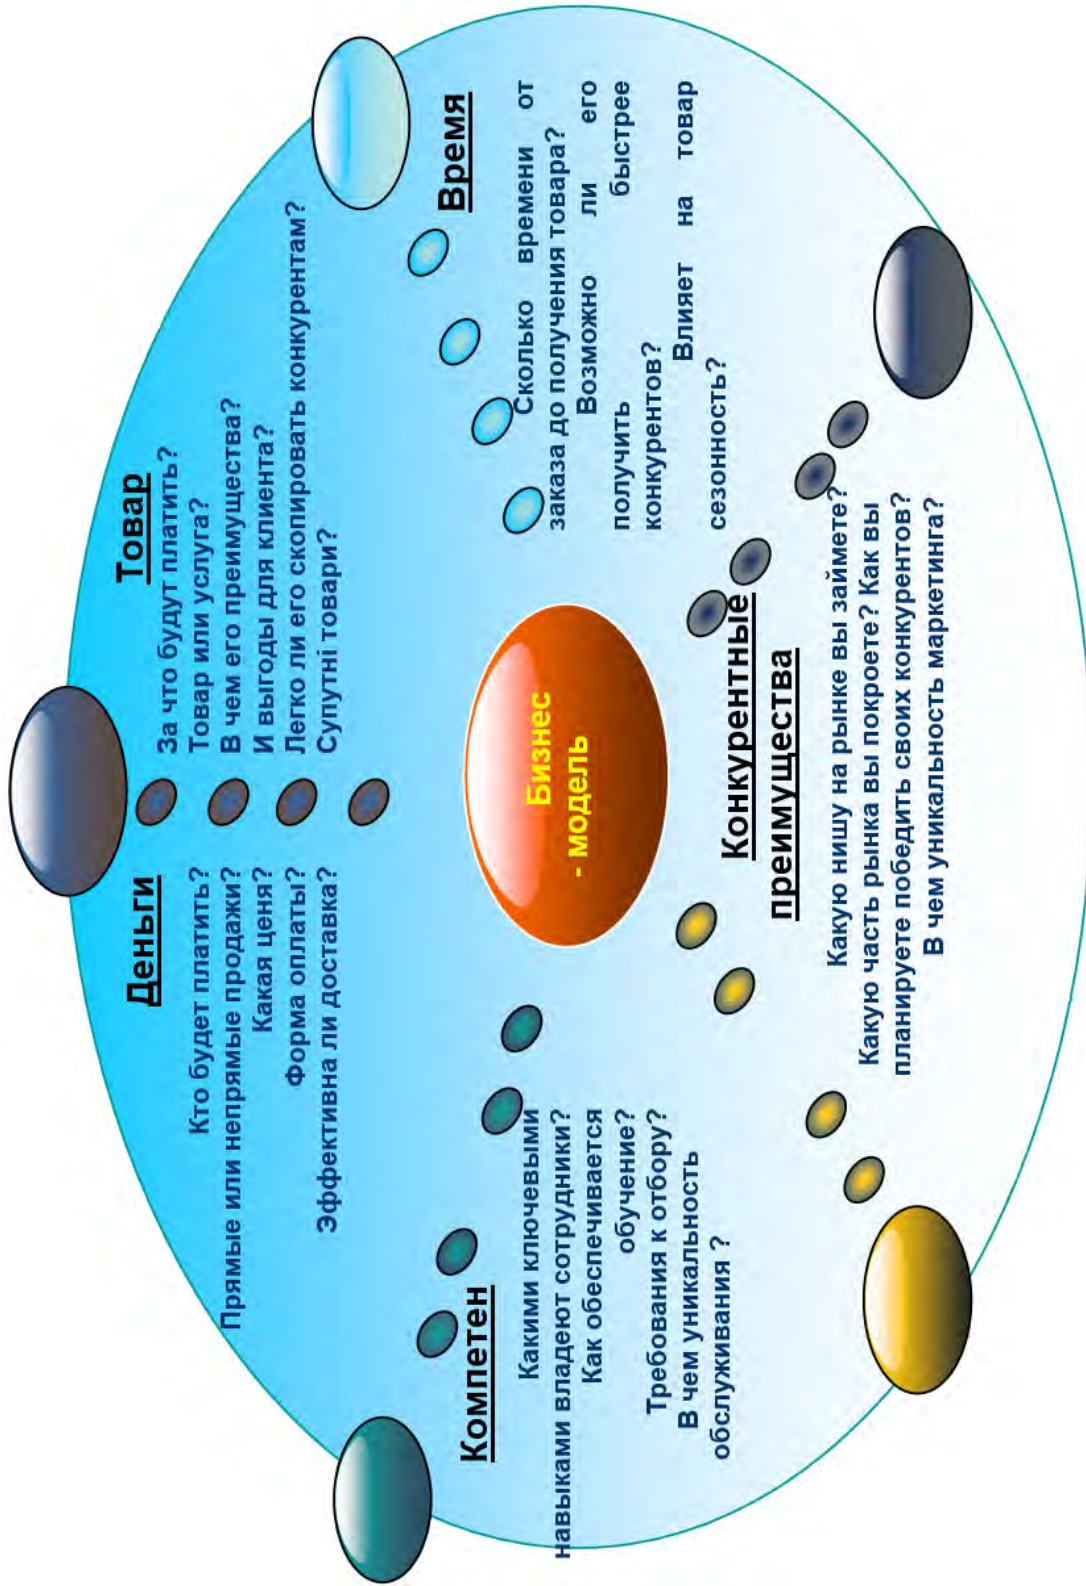 Деньги
Кто будет платить?
Прямые или непрямые продажи?
Какая ценя?
Форма оплаты?
Эффективна ли доставка?
Товар
За что будут платить?
Товар или услуга?
В чем его преимущества?
И выгоды для клиента?
Легко ли его скопировать конкурентам?
Супутні товари?
Компетен
Какими ключевыми
навыками владеют сотрудники?
Как обеспечивается
обучение?
Требования к отбору?
В чем уникальность
обслуживания ?
Бизнес
- модель
Время
Сколько времени от
заказа до получения товара?
Возможно ли его
получить быстрее
конкурентов?
Влияет на товар
сезонность?
Конкурентные
преимущества
Какую нишу на рынке вы займете?
Какую часть рынка вы покроете? Как вы
планируете победить своих конкурентов?
В чем уникальность маркетинга?